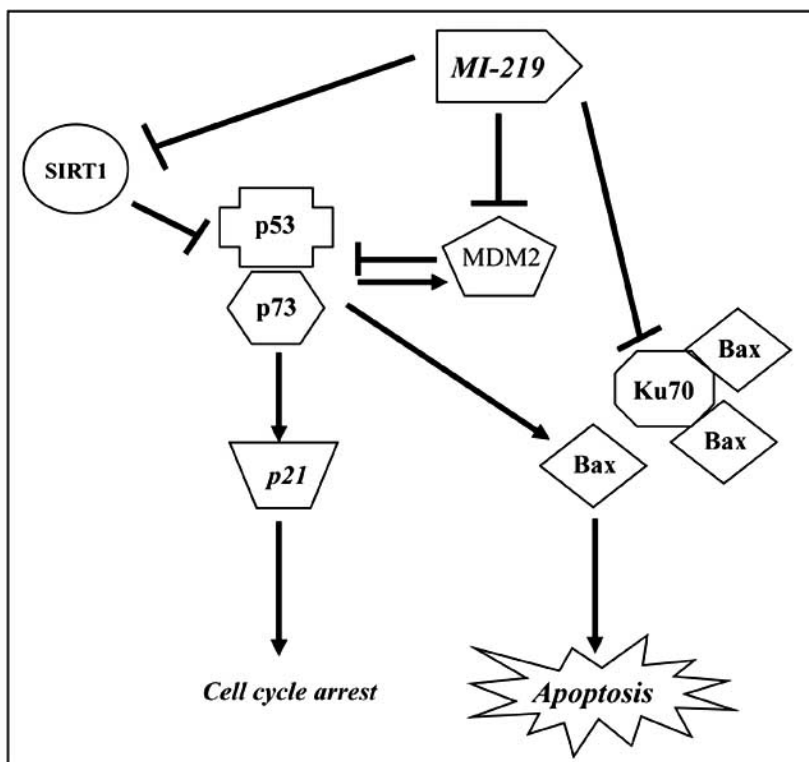 MI-219
SIRT1
p53
MDM2
p73
Bax
Ku70
Bax
Bax
p21
Cell cycle arrest
Apoptosis